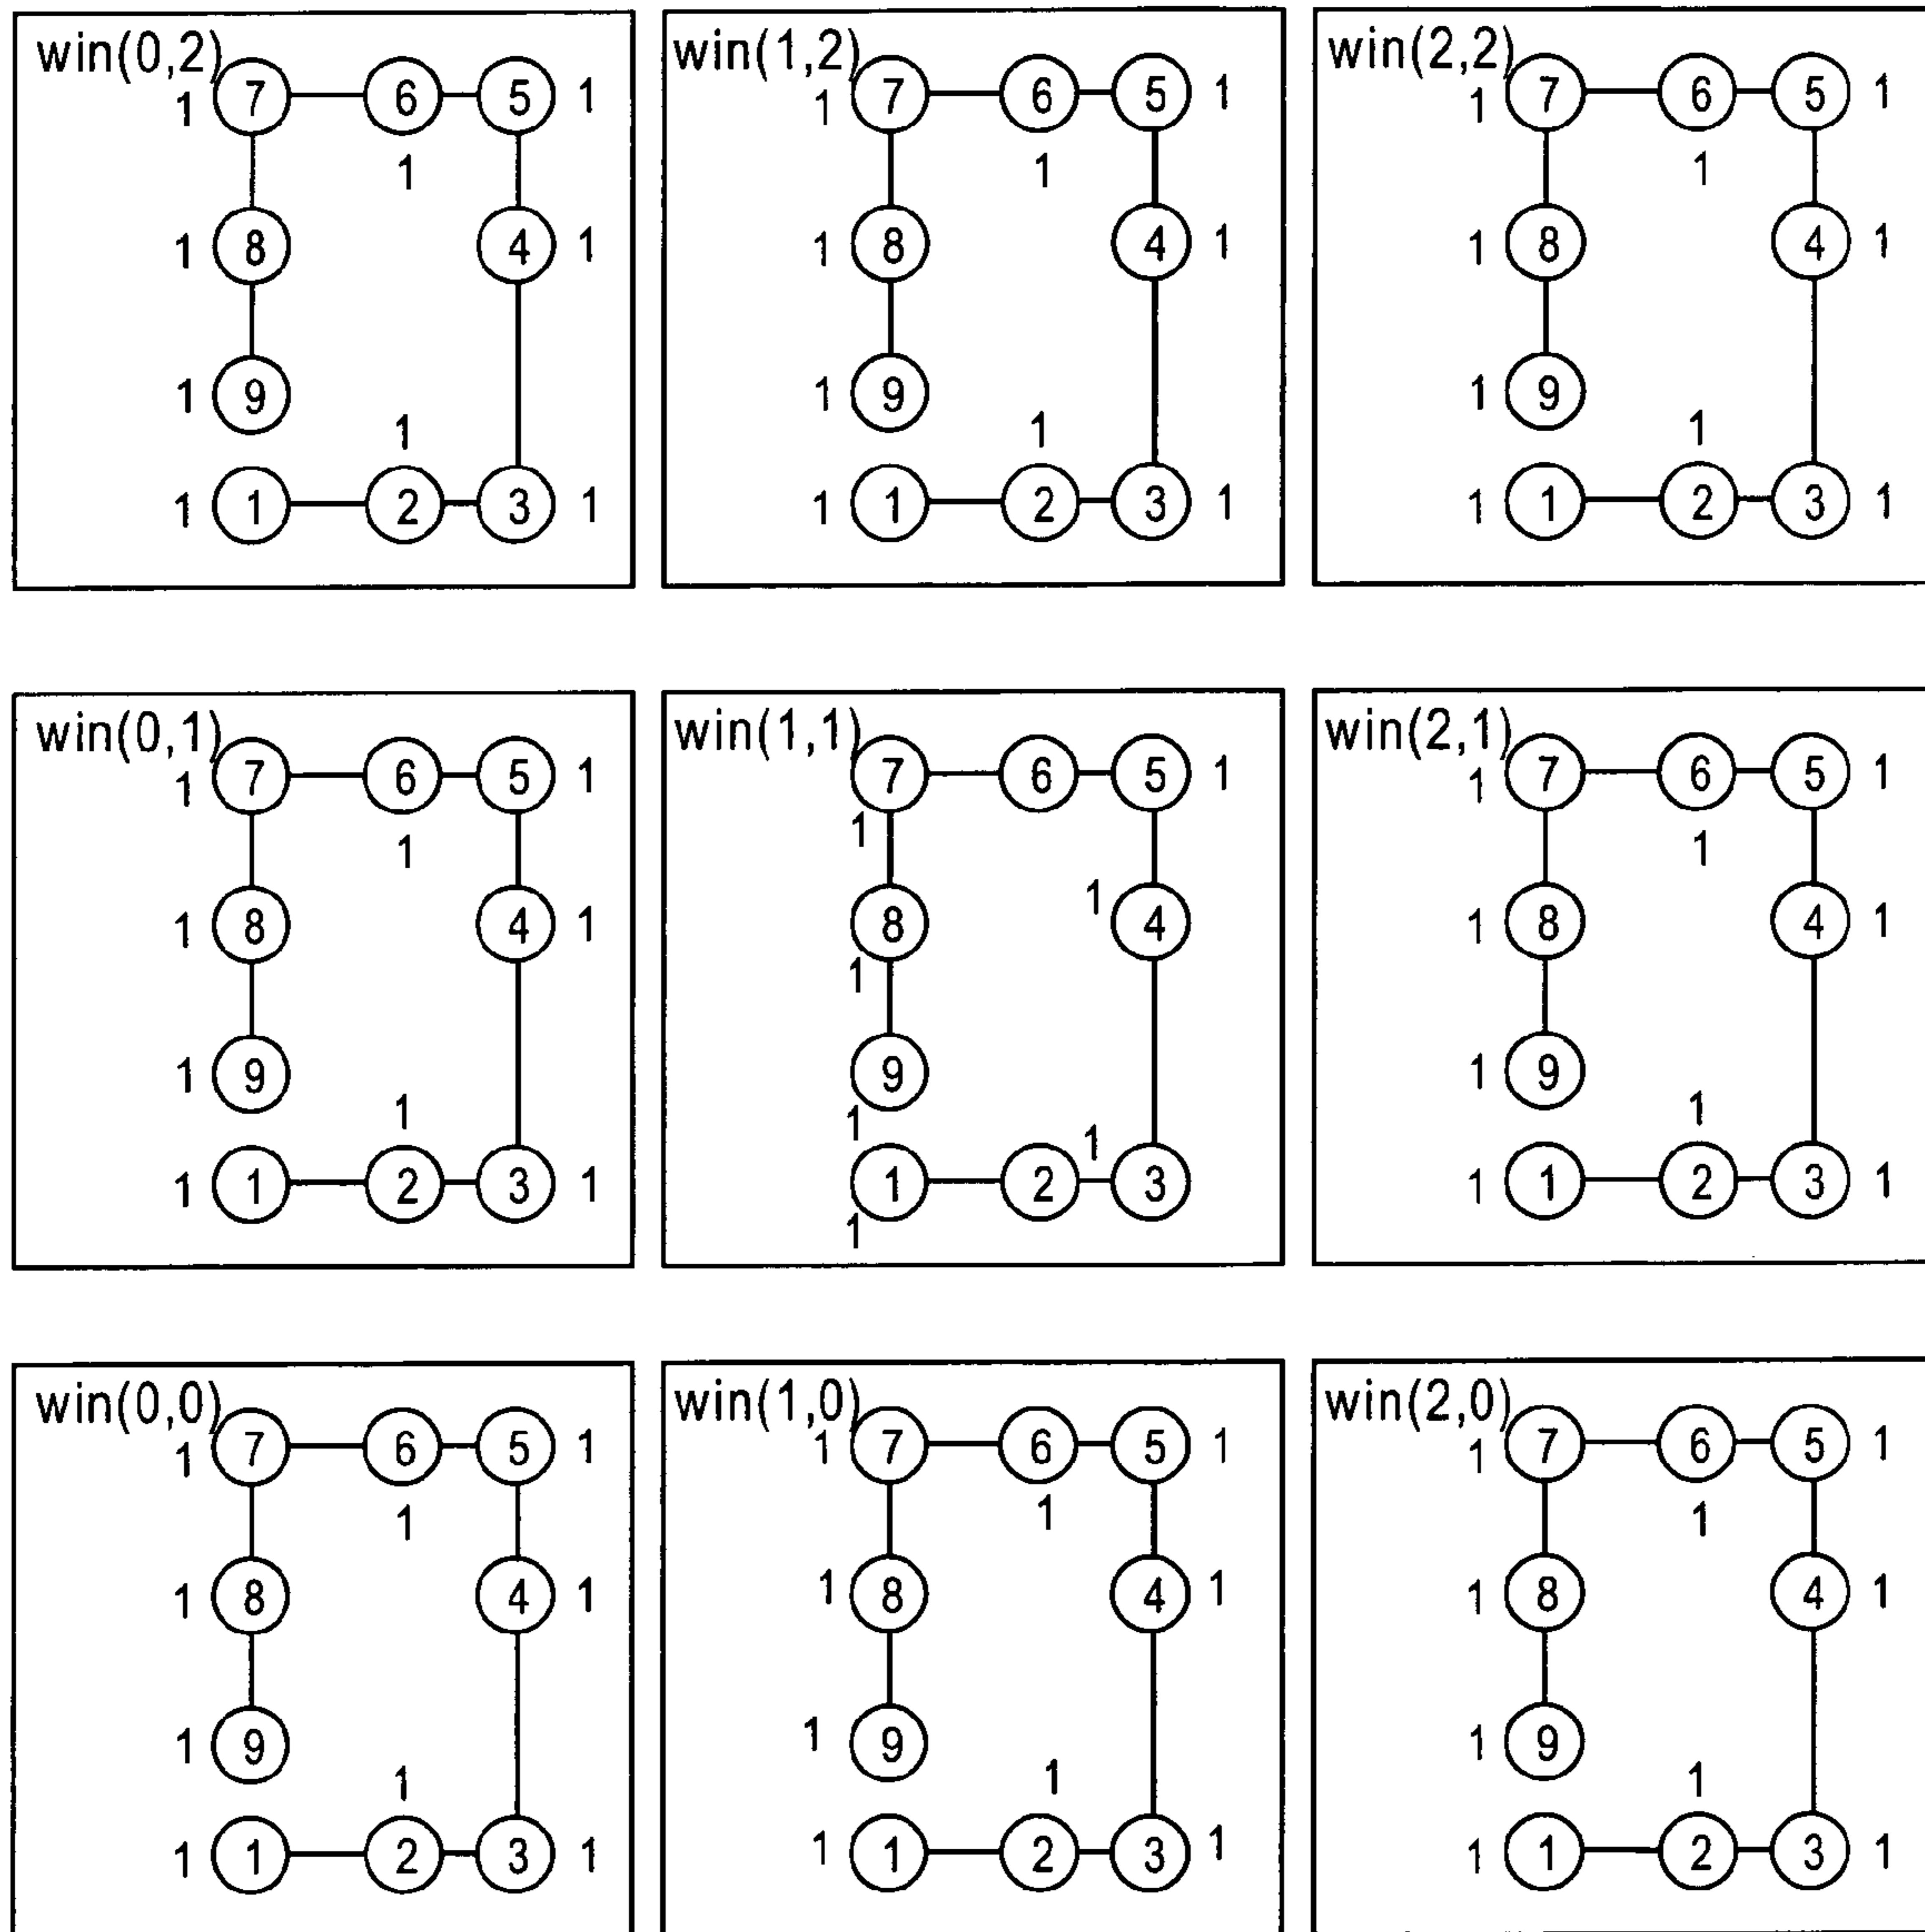 win(0,2) 7 6 5 1
1 1
1 8 4 1
1 9
1
1 1 2 3 1
win(1,2) 7 6 5 1
1 1
1 8 4 1
1 9
1
1 1 2 3 1
win(2,2) 7 6 5 1
1 1
1 8 4 1
1 9
1
1 1 2 3 1
win(0,1) 7 6 5 1
1 1
1 8 4 1
1 9
1
1 1 2 3 1
win(1,1) 7 6 5 1
1
1
8 4
1
9
1 1
1 2 3
1
win(2,1) 7 6 5 1
1 1
1 8 4 1
1 9
1
1 1 2 3 1
win(0,0) 7 6 5 1
1 1
1 8 4 1
1 9
1
1 1 2 3 1
win(1,0) 7 6 5 1
1 1
1 8 4 1
1 9
1
1 1 2 3 1
win(2,0) 7 6 5 1
1 1
1 8 4 1
1 9
1
1 1 2 3 1